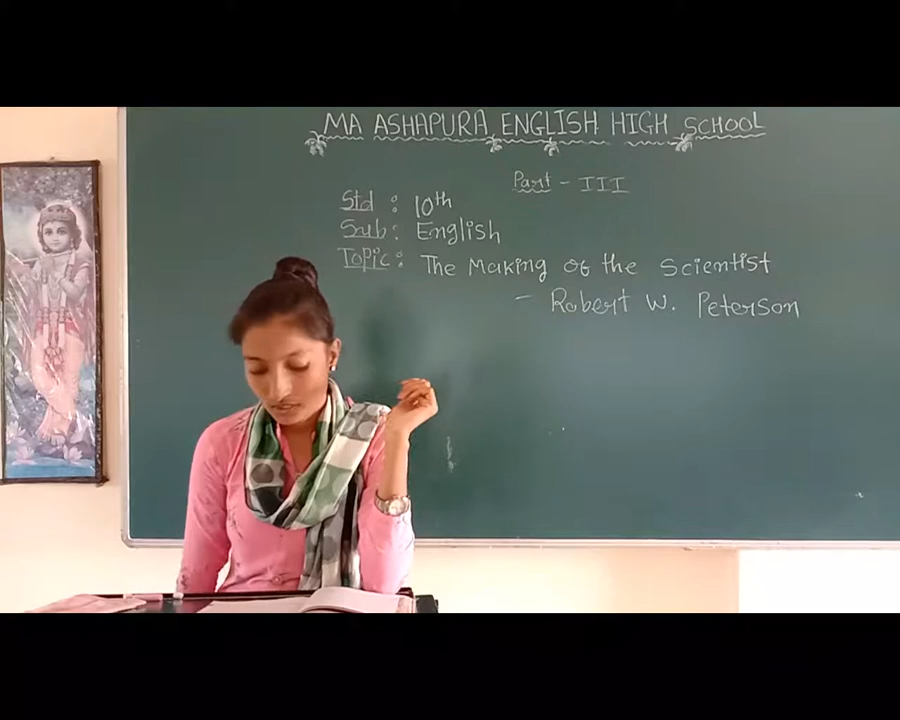 MA ASHAPURA ENGLISH HIGH SCHOOL
Part - III
Std : 10th
Sub : English
Topic : The Making of the Scientist
- Robert W. Peterson